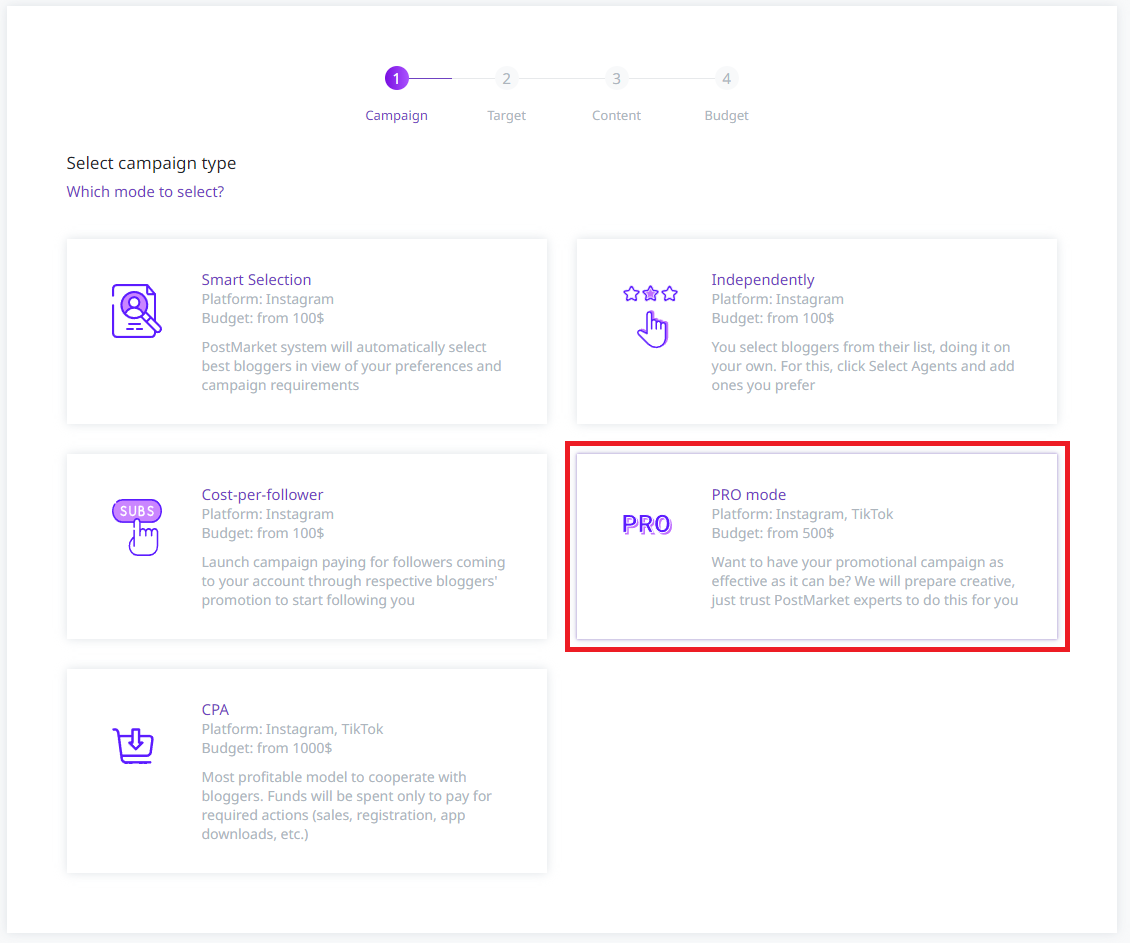 1
2
3
4
Campaign
Target
Content
Budget
Select campaign type
Which mode to select?
Smart Selection
Platform: Instagram
Budget: from 100$
PostMarket system will automatically select
best bloggers in view of your preferences and
campaign requirements
Independently
Platform: Instagram
Budget: from 100$
You select bloggers from their list, doing it on
your own. For this, click Select Agents and add
ones you prefer
SUBS
Cost-per-follower
Platform: Instagram
Budget: from 100$
Launch campaign paying for followers coming
to your account through respective bloggers'
promotion to start following you
PRO
PRO mode
Platform: Instagram, TikTok
Budget: from 500$
Want to have your promotional campaign as
effective as it can be? We will prepare creative,
just trust PostMarket experts to do this for you
CPA
Platform: Instagram, TikTok
Budget: from 1000$
Most profitable model to cooperate with
bloggers. Funds will be spent only to pay for
required actions (sales, registration, app
downloads, etc.)